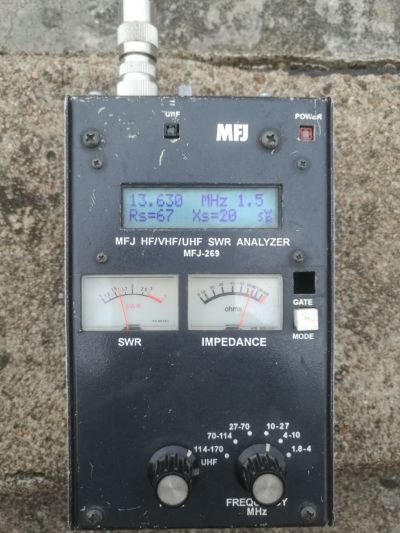 UHF
MFJ
POWER
13.630 MHz 1.5
Rs=67 Xs=20 SWR
MFJ HF/VHF/UHF SWR ANALYZER
MFJ-269
SWR
ohms
GATE
SWR
IMPEDANCE
MODE
27-70
10-27
70-114
4-10
114-170
1.8-4
UHF
FREQUENCY
MHz